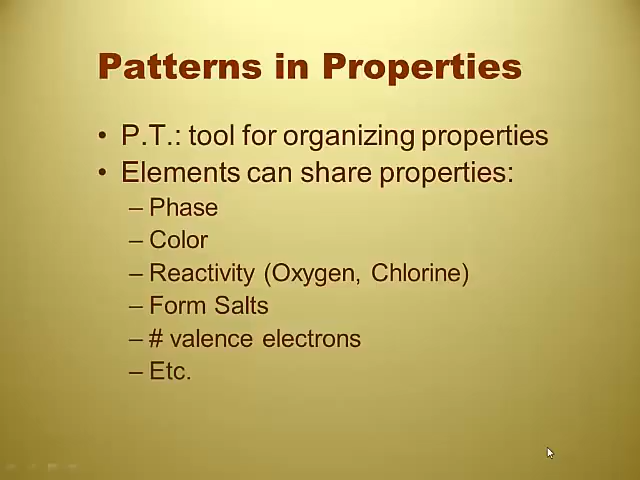 Patterns in Properties
• P.T.: tool for organizing properties
• Elements can share properties:
– Phase
– Color
– Reactivity (Oxygen, Chlorine)
– Form Salts
– # valence electrons
– Etc.